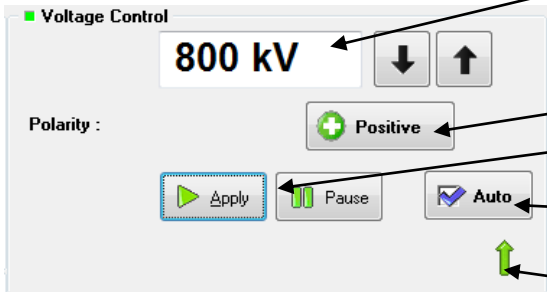 Voltage Control
800 kV
Polarity :
Positive
Apply
Pause
Auto